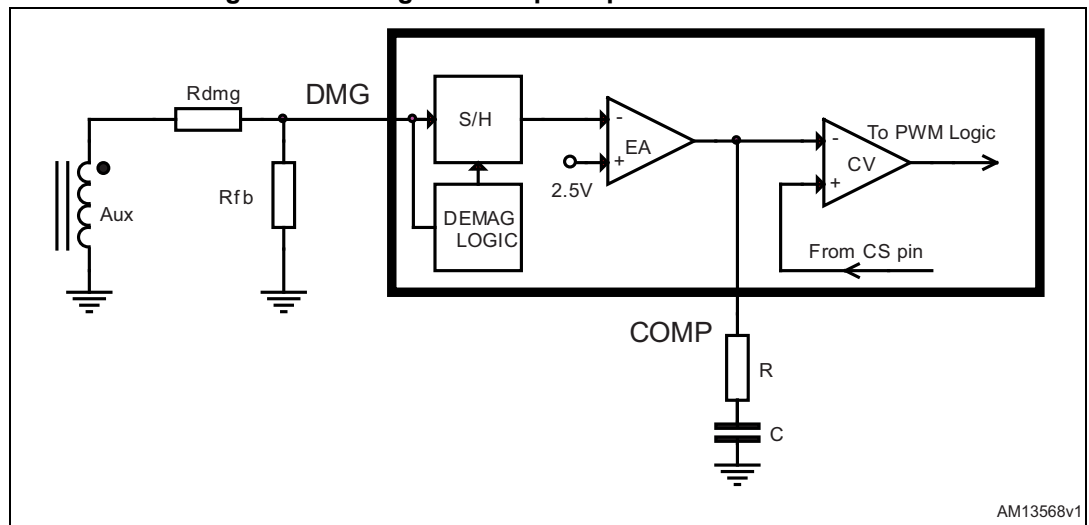 Rdmg
DMG
S/H
-
EA
+
2.5V
To PWM Logic
-
CV
+
Aux
Rfb
DEMAG
LOGIC
From CS pin
COMP
R
C
AM13568v1